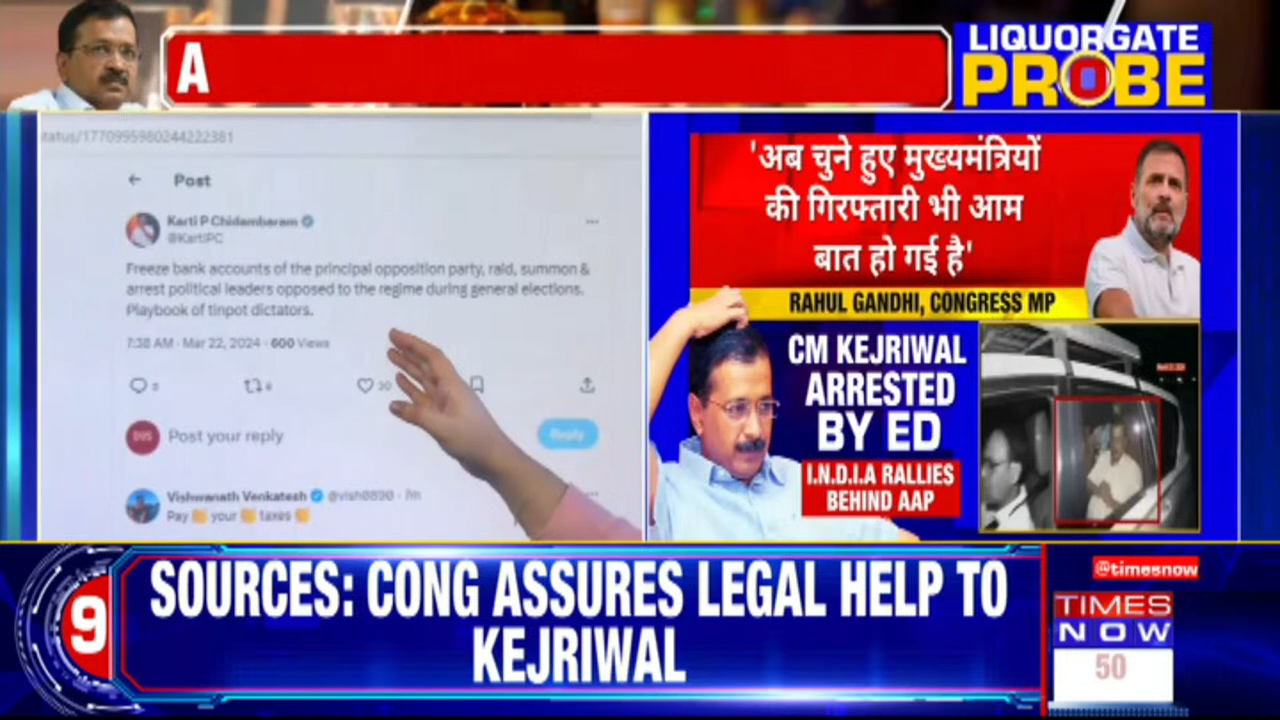 A
LIQUORGATE
PROBE
tatus/1770995980244222381
Post
Karti P Chidambaram
@KartiPC
Freeze bank accounts of the principal opposition party, raid, summon &
arrest political leaders opposed to the regime during general elections.
Playbook of tinpot dictators.
7:38 AM · Mar 22, 2024 · 600 Views
Post your reply
Reply
Vishwanath Venkatesh @vish0890 · 7m
Pay 👏 your 👏 taxes 👏
'अब चुने हुए मुख्यमंत्रियों
की गिरफ्तारी भी आम
बात हो गई है'
RAHUL GANDHI, CONGRESS MP
CM KEJRIWAL
ARRESTED
BY ED
I.N.D.I.A RALLIES
BEHIND AAP
9
SOURCES: CONG ASSURES LEGAL HELP TO
KEJRIWAL
@timesnow
TIMES
NOW
50